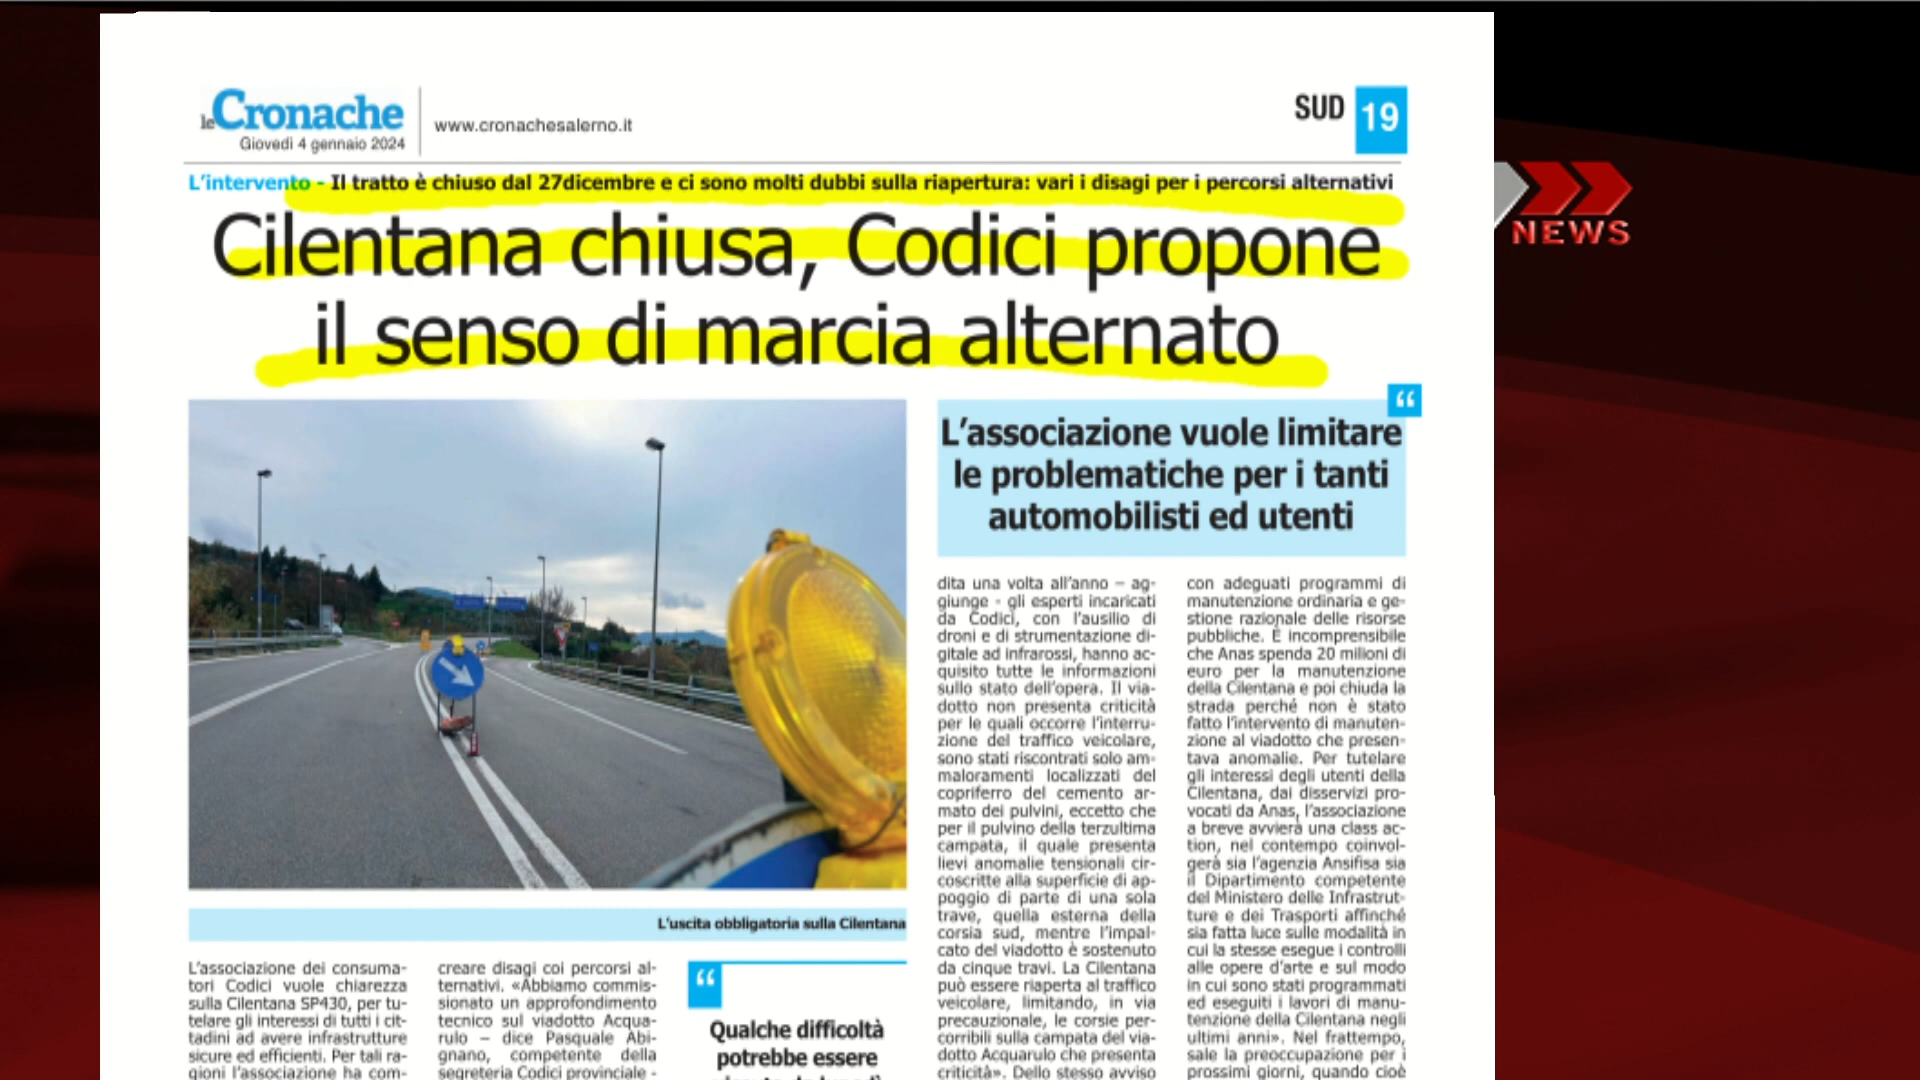 leCronache
Giovedì 4 gennaio 2024
www.cronachesalerno.it
SUD
19
L'intervento - Il tratto è chiuso dal 27dicembre e ci sono molti dubbi sulla riapertura: vari i disagi per i percorsi alternativi
Cilentana chiusa, Codici propone
il senso di marcia alternato
NEWS
L'uscita obbligatoria sulla Cilentana
L'associazione dei consuma-
tori Codici vuole chiarezza
sulla Cilentana SP430, per tu-
telare gli interessi di tutti i cit-
tadini ad avere infrastrutture
sicure ed efficienti. Per tali ra-
gioni l'associazione ha com-
creare disagi coi percorsi al-
ternativi. «Abbiamo commis-
sionato un approfondimento
tecnico sul viadotto Acqua-
rulo – dice Pasquale Abi-
gnano, competente della
segreteria Codici provinciale -
“
Qualche difficoltà
potrebbe essere
“
L'associazione vuole limitare
le problematiche per i tanti
automobilisti ed utenti
dita una volta all'anno – ag-
giunge - gli esperti incaricati
da Codici, con l'ausilio di
droni e di strumentazione di-
gitale ad infrarossi, hanno ac-
quisito tutte le informazioni
sullo stato dell'opera. Il via-
dotto non presenta criticità
per le quali occorre l'interru-
zione del traffico veicolare,
sono stati riscontrati solo am-
maloramenti localizzati del
copriferro del cemento ar-
mato dei pulvini, eccetto che
per il pulvino della terzultima
campata, il quale presenta
lievi anomalie tensionali cir-
coscritte alla superficie di ap-
poggio di parte di una sola
trave, quella esterna della
corsia sud, mentre l'impal-
cato del viadotto è sostenuto
da cinque travi. La Cilentana
può essere riaperta al traffico
veicolare, limitando, in via
precauzionale, le corsie per-
corribili sulla campata del via-
dotto Acquarulo che presenta
criticità». Dello stesso avviso
con adeguati programmi di
manutenzione ordinaria e ge-
stione razionale delle risorse
pubbliche. È incomprensibile
che Anas spenda 20 milioni di
euro per la manutenzione
della Cilentana e poi chiuda la
strada perché non è stato
fatto l'intervento di manuten-
zione al viadotto che presen-
tava anomalie. Per tutelare
gli interessi degli utenti della
Cilentana, dai disservizi pro-
vocati da Anas, l'associazione
a breve avvierà una class ac-
tion, nel contempo coinvol-
gerà sia l'agenzia Ansifisa sia
il Dipartimento competente
del Ministero delle Infrastrut-
ture e dei Trasporti affinché
sia fatta luce sulle modalità in
cui la stesse esegue i controlli
alle opere d'arte e sul modo
in cui sono stati programmati
ed eseguiti i lavori di manu-
tenzione della Cilentana negli
ultimi anni». Nel frattempo,
sale la preoccupazione per i
prossimi giorni, quando cioè